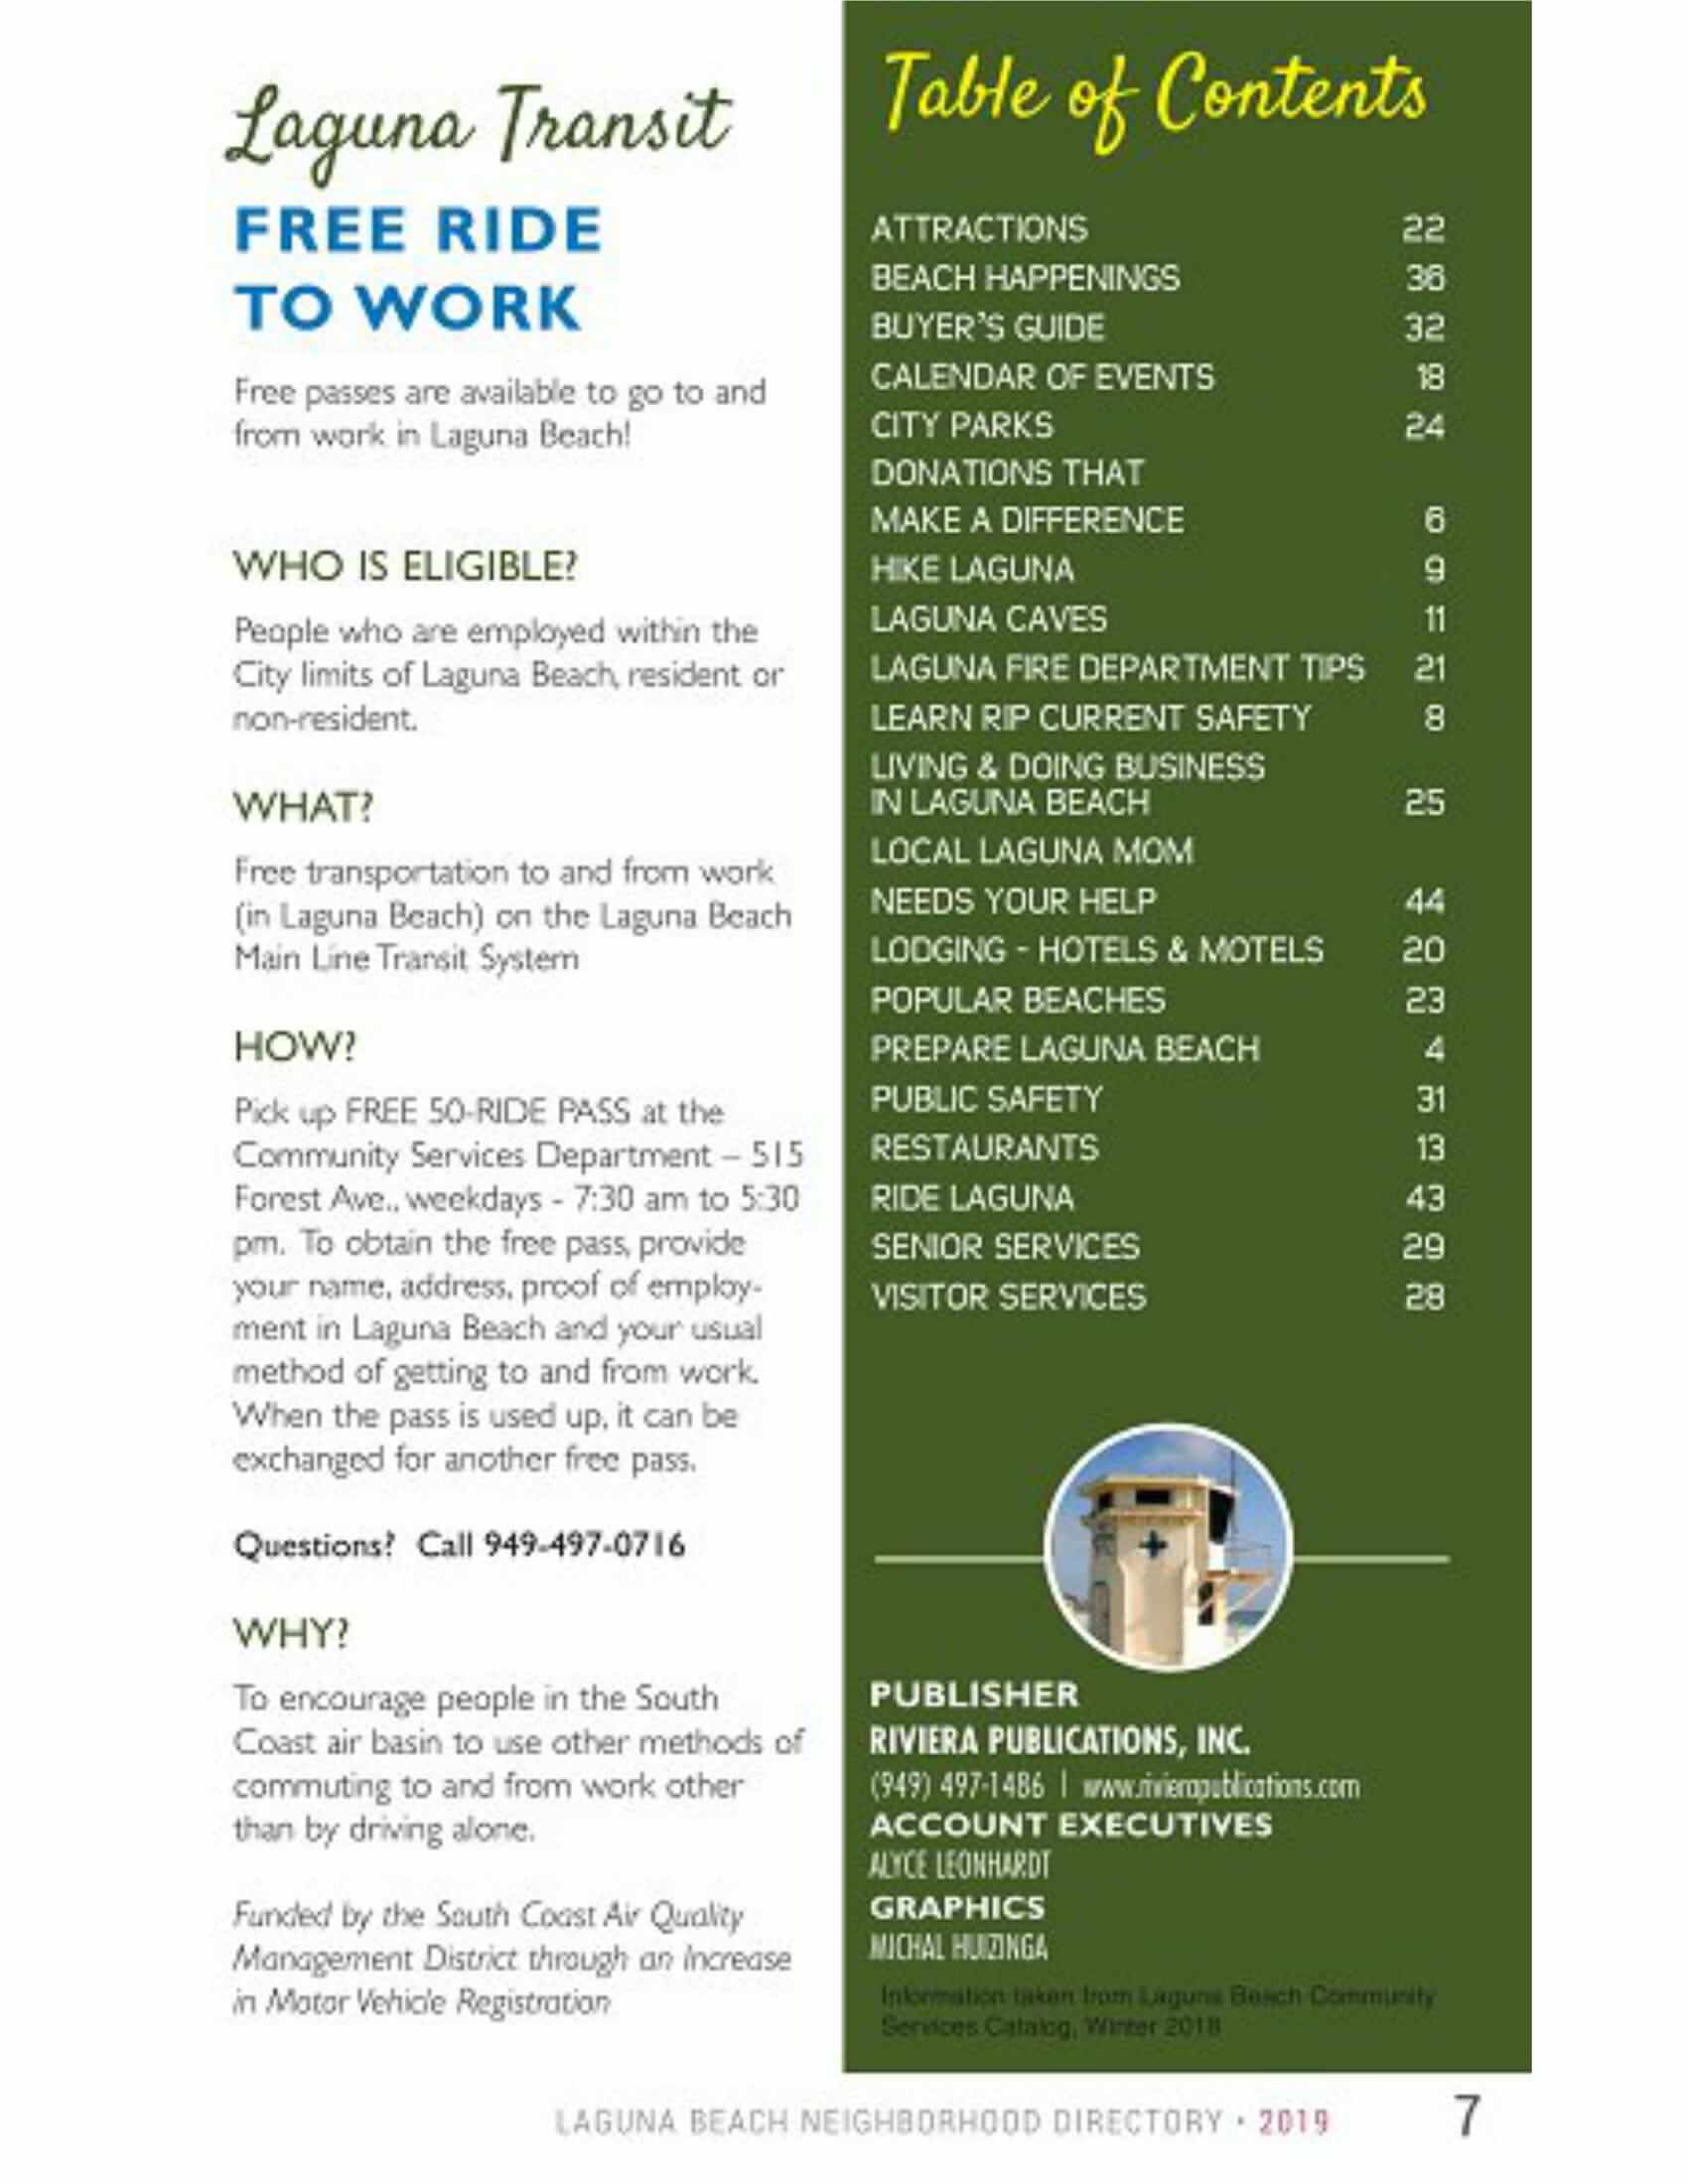 Laguna Transit
FREE RIDE
TO WORK
Free passes are available to go to and
from work in Laguna Beach!
WHO IS ELIGIBLE?
People who are employed within the
City limits of Laguna Beach, resident or
non-resident.
WHAT?
Free transportation to and from work
(in Laguna Beach) on the Laguna Beach
Main Line Transit System
HOW?
Pick up FREE 50-RIDE PASS at the
Community Services Department – 515
Forest Ave., weekdays - 7:30 am to 5:30
pm. To obtain the free pass, provide
your name, address, proof of employ-
ment in Laguna Beach and your usual
method of getting to and from work.
When the pass is used up, it can be
exchanged for another free pass.
Questions? Call 949-497-0716
WHY?
To encourage people in the South
Coast air basin to use other methods of
commuting to and from work other
than by driving alone.
Funded by the South Coast Air Quality
Management District through an Increase
in Motor Vehicle Registration
Table of Contents
ATTRACTIONS 22
BEACH HAPPENINGS 36
BUYER'S GUIDE 32
CALENDAR OF EVENTS 18
CITY PARKS 24
DONATIONS THAT
MAKE A DIFFERENCE 6
HIKE LAGUNA 9
LAGUNA CAVES 11
LAGUNA FIRE DEPARTMENT TIPS 21
LEARN RIP CURRENT SAFETY 8
LIVING & DOING BUSINESS
IN LAGUNA BEACH 25
LOCAL LAGUNA MOM
NEEDS YOUR HELP 44
LODGING - HOTELS & MOTELS 20
POPULAR BEACHES 23
PREPARE LAGUNA BEACH 4
PUBLIC SAFETY 31
RESTAURANTS 13
RIDE LAGUNA 43
SENIOR SERVICES 29
VISITOR SERVICES 28
PUBLISHER
RIVIERA PUBLICATIONS, INC.
(949) 497-1486 | www.rivierapublications.com
ACCOUNT EXECUTIVES
ALYCE LEONHARDT
GRAPHICS
MICHAL HUIZINGA
Information taken from Laguna Beach Community
Services Catalog, Winter 2018
LAGUNA BEACH NEIGHBORHOOD DIRECTORY • 2019 7